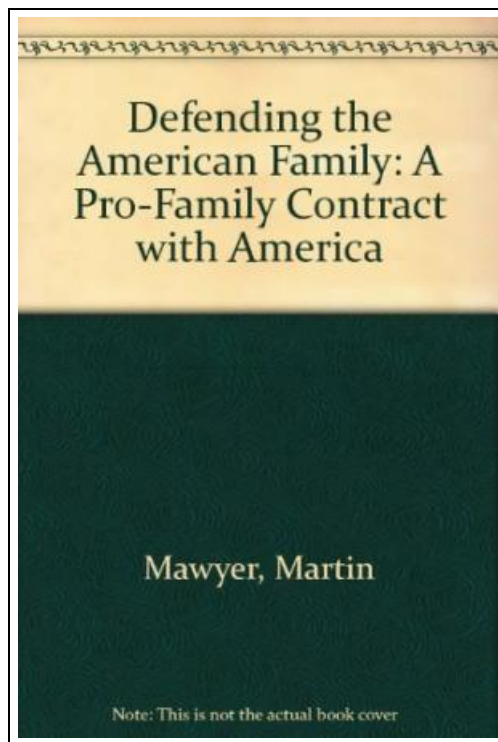 Defending the
American Family: A
Pro-Family Contract
with America
Mawyer, Martin
Note: This is not the actual book cover